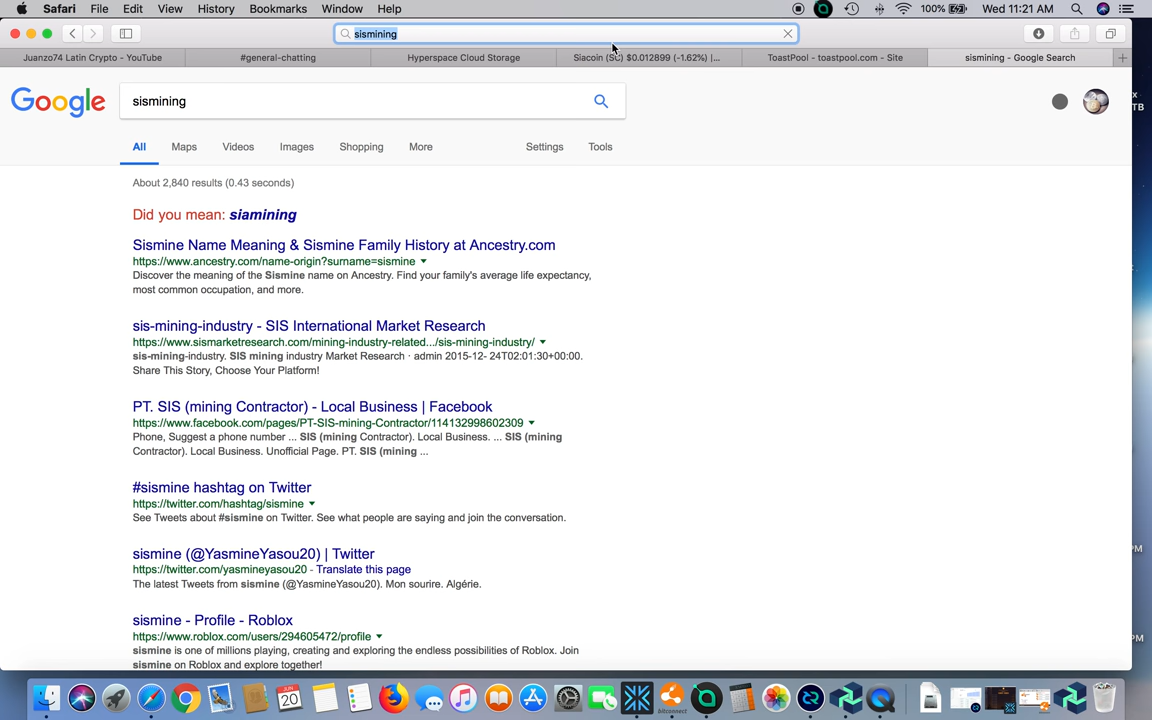 Safari File Edit View History Bookmarks Window Help 100% Wed 11:21 AM
sismining
Juanzo74 Latin Crypto - YouTube #general-chatting Hyperspace Cloud Storage Siacoin (SC) $0.012899 (-1.62%) |... ToastPool - toastpool.com - Site sismining - Google Search
Google sismining
All Maps Videos Images Shopping More Settings Tools
About 2,840 results (0.43 seconds)
Did you mean: siamining
Sismine Name Meaning & Sismine Family History at Ancestry.com
https://www.ancestry.com/name-origin?surname=sismine
Discover the meaning of the Sismine name on Ancestry. Find your family's average life expectancy,
most common occupation, and more.
sis-mining-industry - SIS International Market Research
https://www.sismarketresearch.com/mining-industry-related.../sis-mining-industry/
sis-mining-industry. SIS mining industry Market Research · admin 2015-12- 24T02:01:30+00:00.
Share This Story, Choose Your Platform!
PT. SIS (mining Contractor) - Local Business | Facebook
https://www.facebook.com/pages/PT-SIS-mining-Contractor/114132998602309
Phone, Suggest a phone number ... SIS (mining Contractor). Local Business. ... SIS (mining
Contractor). Local Business. Unofficial Page. PT. SIS (mining ...
#sismine hashtag on Twitter
https://twitter.com/hashtag/sismine
See Tweets about #sismine on Twitter. See what people are saying and join the conversation.
sismine (@YasmineYasou20) | Twitter
https://twitter.com/yasmineyasou20 - Translate this page
The latest Tweets from sismine (@YasmineYasou20). Mon sourire. Algérie.
sismine - Profile - Roblox
https://www.roblox.com/users/294605472/profile
sismine is one of millions playing, creating and exploring the endless possibilities of Roblox. Join
sismine on Roblox and explore together!
x
TB
PM
PM
JUN
20
bitconnect